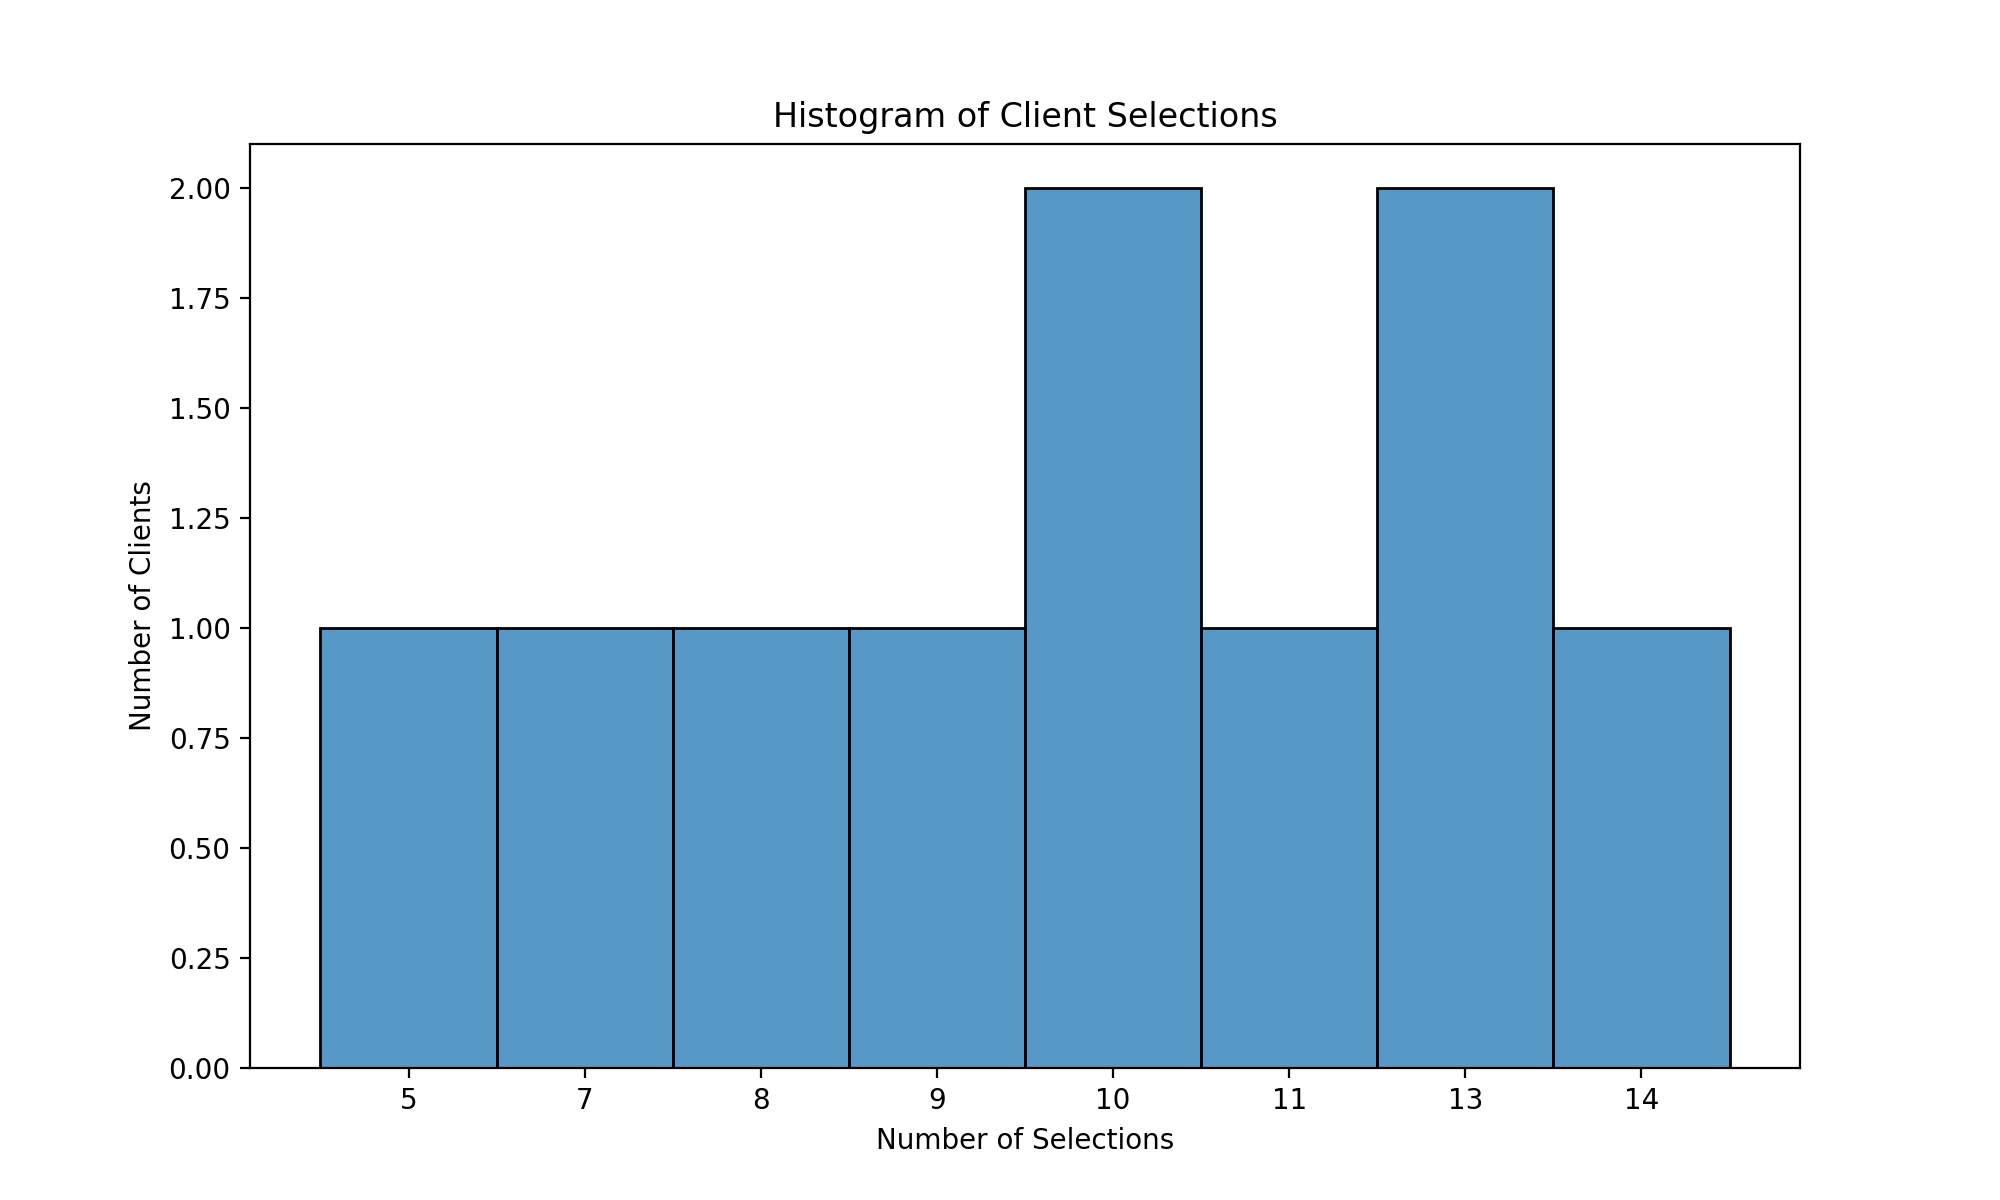 Histogram of Client Selections
Number of Clients
2.00
1.75
1.50
1.25
1.00
0.75
0.50
0.25
0.00
5 7 8 9 10 11 13 14
Number of Selections